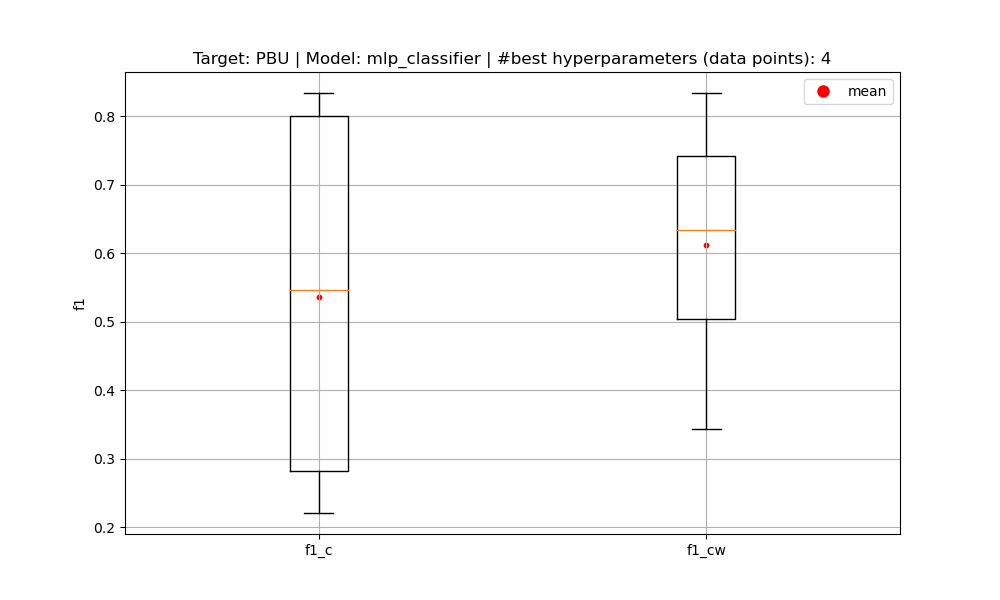 Target: PBU | Model: mlp_classifier | #best hyperparameters (data points): 4
mean
0.8
0.7
0.6
0.5
0.4
0.3
0.2
f1
f1_c
f1_cw